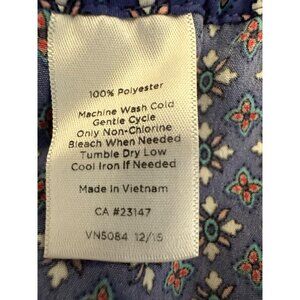 100% Polyester
Machine Wash Cold
Gentle Cycle
Only Non-Chlorine
Bleach When Needed
Tumble Dry Low
Cool Iron If Needed
Made in Vietnam
CA #23147
VN5084 12/15